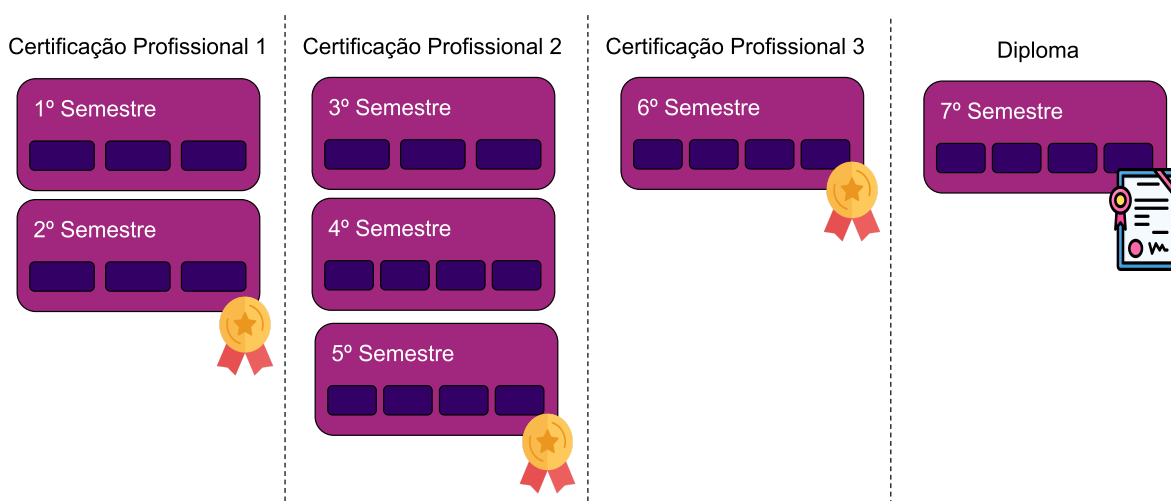 Certificação Profissional 1
1º Semestre
2º Semestre
Certificação Profissional 2
3º Semestre
4º Semestre
5º Semestre
Certificação Profissional 3
6º Semestre
Diploma
7º Semestre